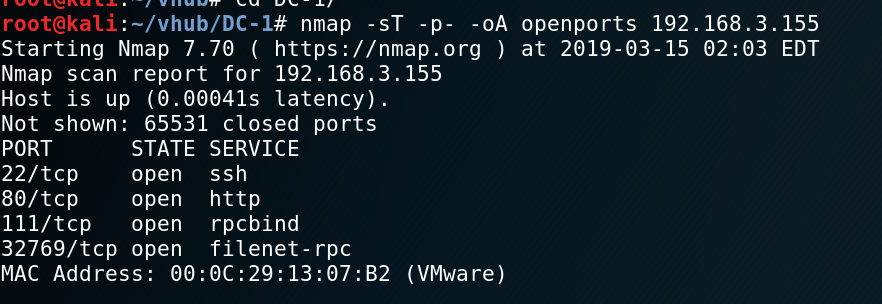 root@kali:~/vhub# cd DC-1/
root@kali:~/vhub/DC-1# nmap -sT -p- -oA openports 192.168.3.155
Starting Nmap 7.70 ( https://nmap.org ) at 2019-03-15 02:03 EDT
Nmap scan report for 192.168.3.155
Host is up (0.00041s latency).
Not shown: 65531 closed ports
PORT      STATE SERVICE
22/tcp    open  ssh
80/tcp    open  http
111/tcp   open  rpcbind
32769/tcp open  filenet-rpc
MAC Address: 00:0C:29:13:07:B2 (VMware)